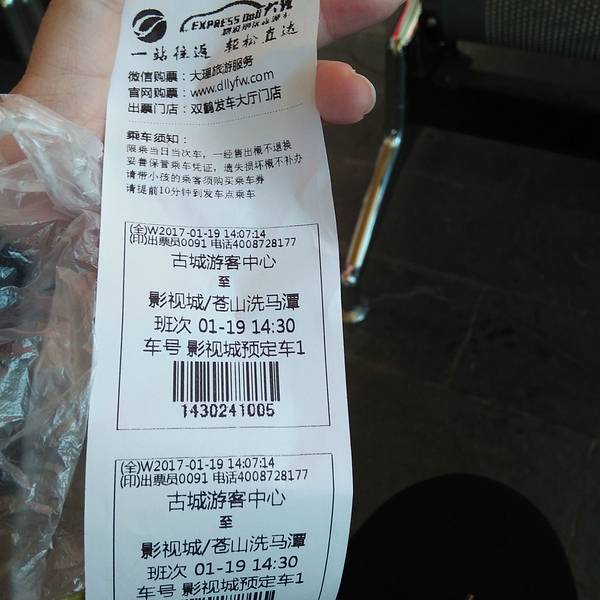 EXPRESS Dali 大理
一站往返 轻松直达
微信购票：大理旅游服务
官网购票：www.dllyfw.com
出票门店：双鹤发车大厅门店
乘车须知：
限乘当日当次车，一经售出概不退换
妥善保管乘车凭证，遗失损坏概不补办
请带小孩的乘客须购买乘车券
请提前10分钟到发车点乘车
(全)W2017-01-19 14:07:14
(印)出票员0091 电话4008728177
古城游客中心
至
影视城/苍山洗马潭
班次 01-19 14:30
车号 影视城预定车1
1430241005
(全)W2017-01-19 14:07:14
(印)出票员0091 电话4008728177
古城游客中心
至
影视城/苍山洗马潭
班次 01-19 14:30
车号 影视城预定车1